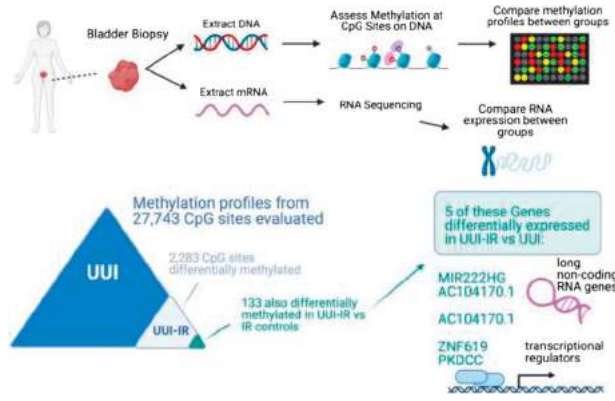 Bladder Biopsy
Extract DNA
Assess Methylation at
CpG Sites on DNA
Compare methylation
profiles between groups
Extract mRNA
RNA Sequencing
Compare RNA
expression between
groups
Methylation profiles from
27,743 CpG sites evaluated
UUI
2,283 CpG sites
differentially methylated
UUI-IR
133 also differentially
methylated in UUI-IR vs
IR controls
5 of these Genes
differentially expressed
in UUI-IR vs UUI:
MIR222HG
AC104170.1
AC104170.1
long
non-coding
RNA genes
ZNF619
PKDCC
transcriptional
regulators